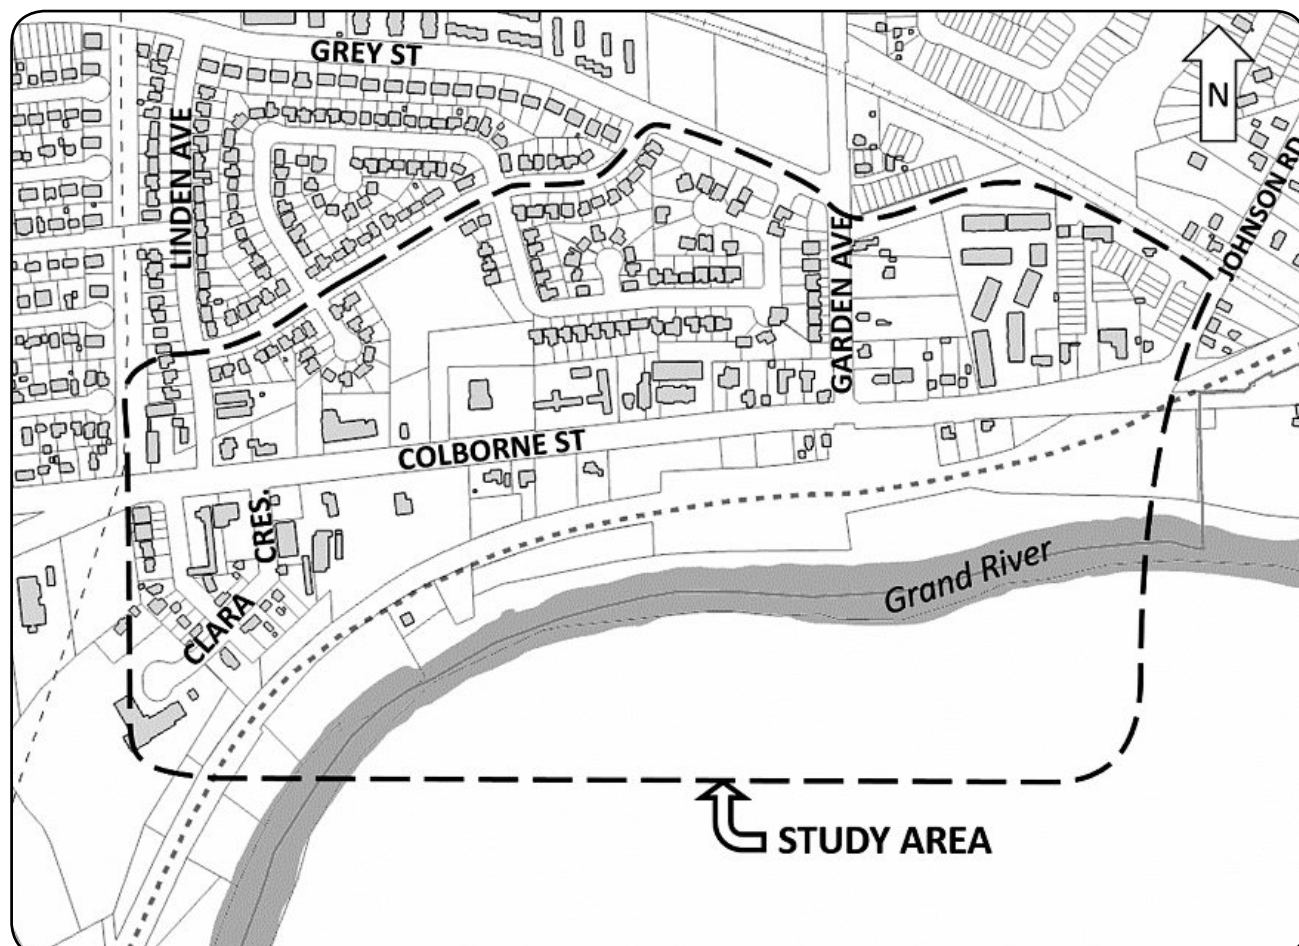 GREY ST
N
LINDEN AVE
JOHNSON RD
GARDEN AVE
COLBORNE ST
CRES.
CLARA
Grand River
STUDY AREA